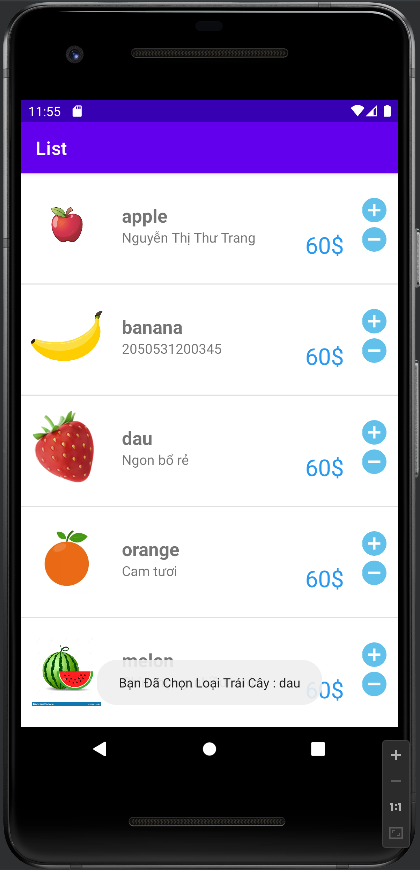 11:55
List
apple
Nguyễn Thị Thư Trang
60$
banana
2050531200345
60$
dau
Ngon bổ rẻ
60$
orange
Cam tươi
60$
melon
60$
Bạn Đã Chọn Loại Trái Cây : dau
1:1